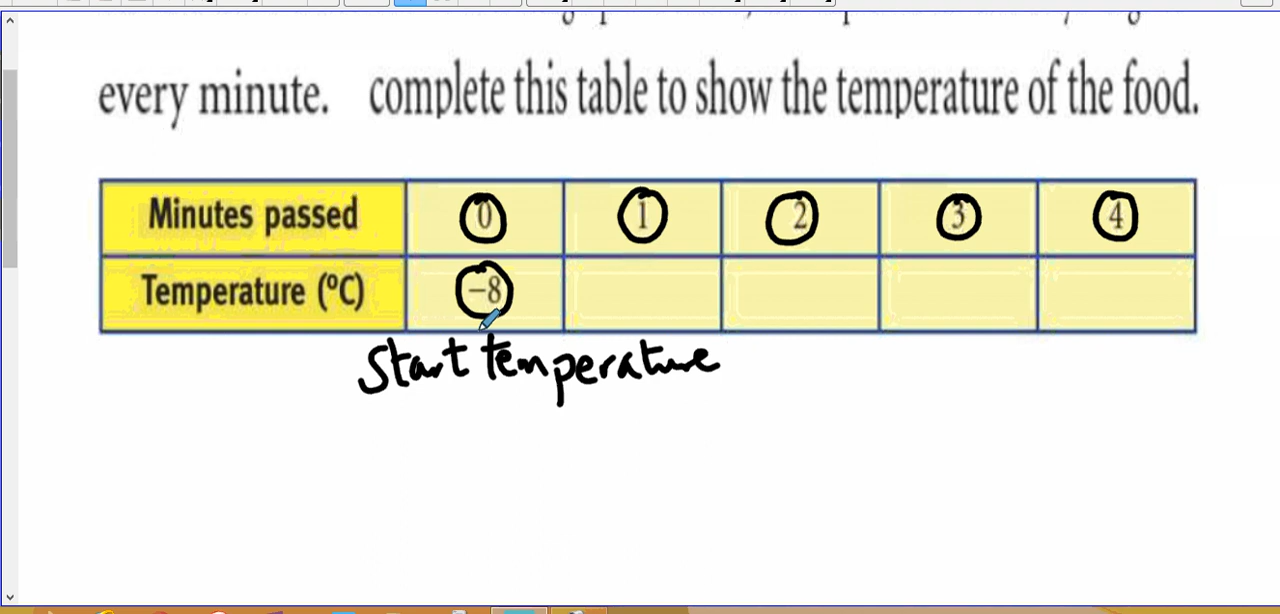 every minute. complete this table to show the temperature of the food.
Minutes passed 0 1 2 3 4
Temperature (°C) −8
Start temperature